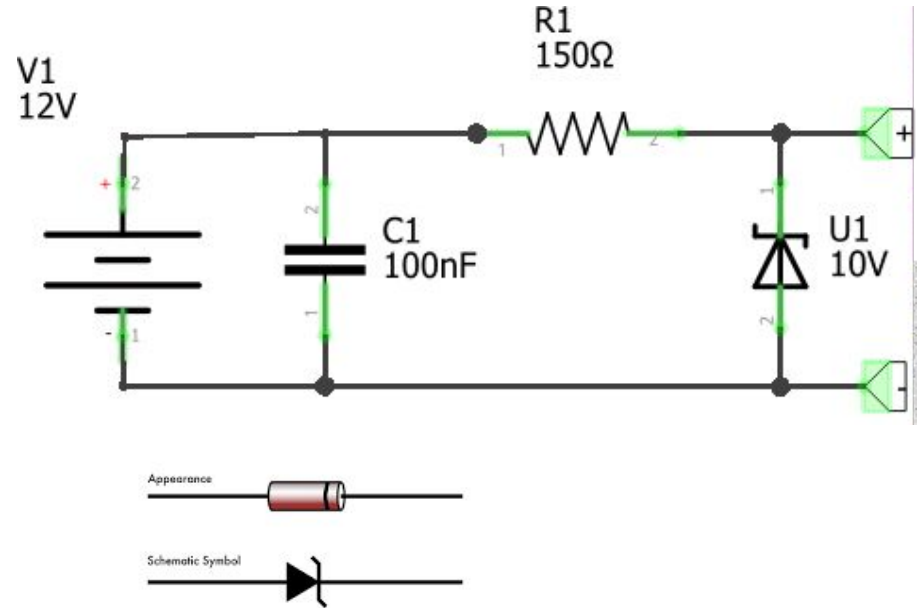 R1
150Ω
V1
12V
+
1
2
+ 2
2
C1
100nF
1
U1
10V
1
- 1
2
-
Appearance
Schematic Symbol